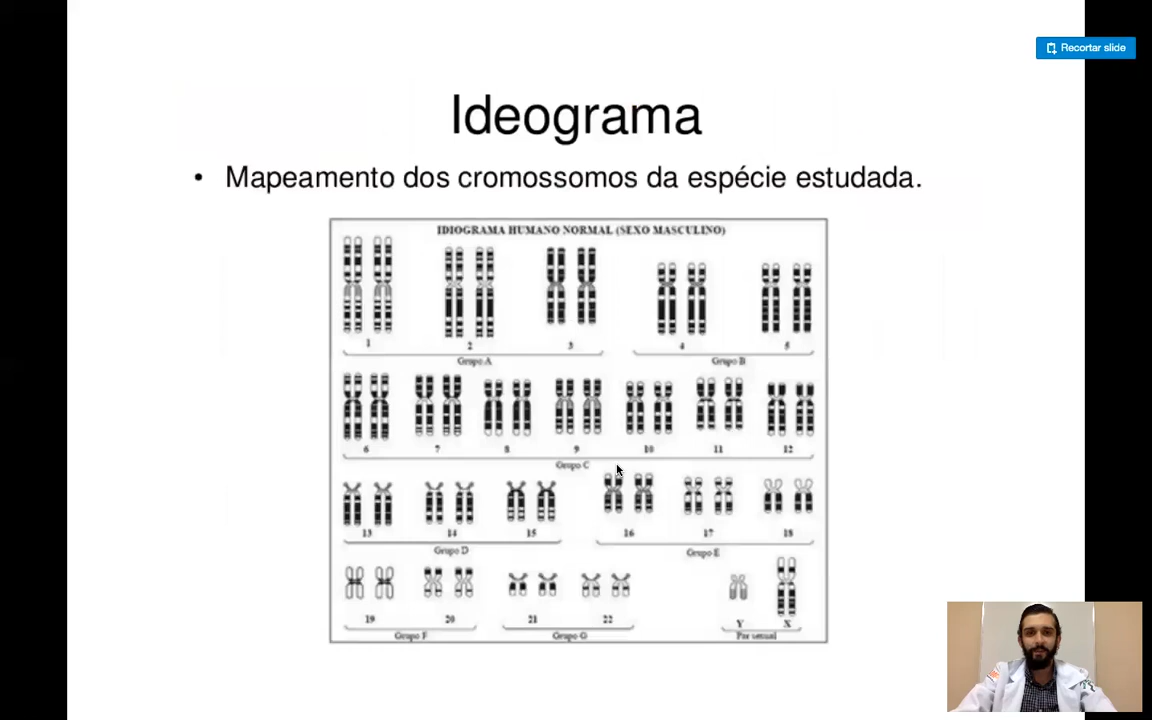 Recortar slide
Ideograma
• Mapeamento dos cromossomos da espécie estudada.
IDIOGRAMA HUMANO NORMAL (SEXO MASCULINO)
1 2 3 4 5
Grupo A Grupo B
6 7 8 9 10 11 12
Grupo C
13 14 15 16 17 18
Grupo D Grupo E
19 20 21 22 Y X
Grupo F Grupo G Par sexual